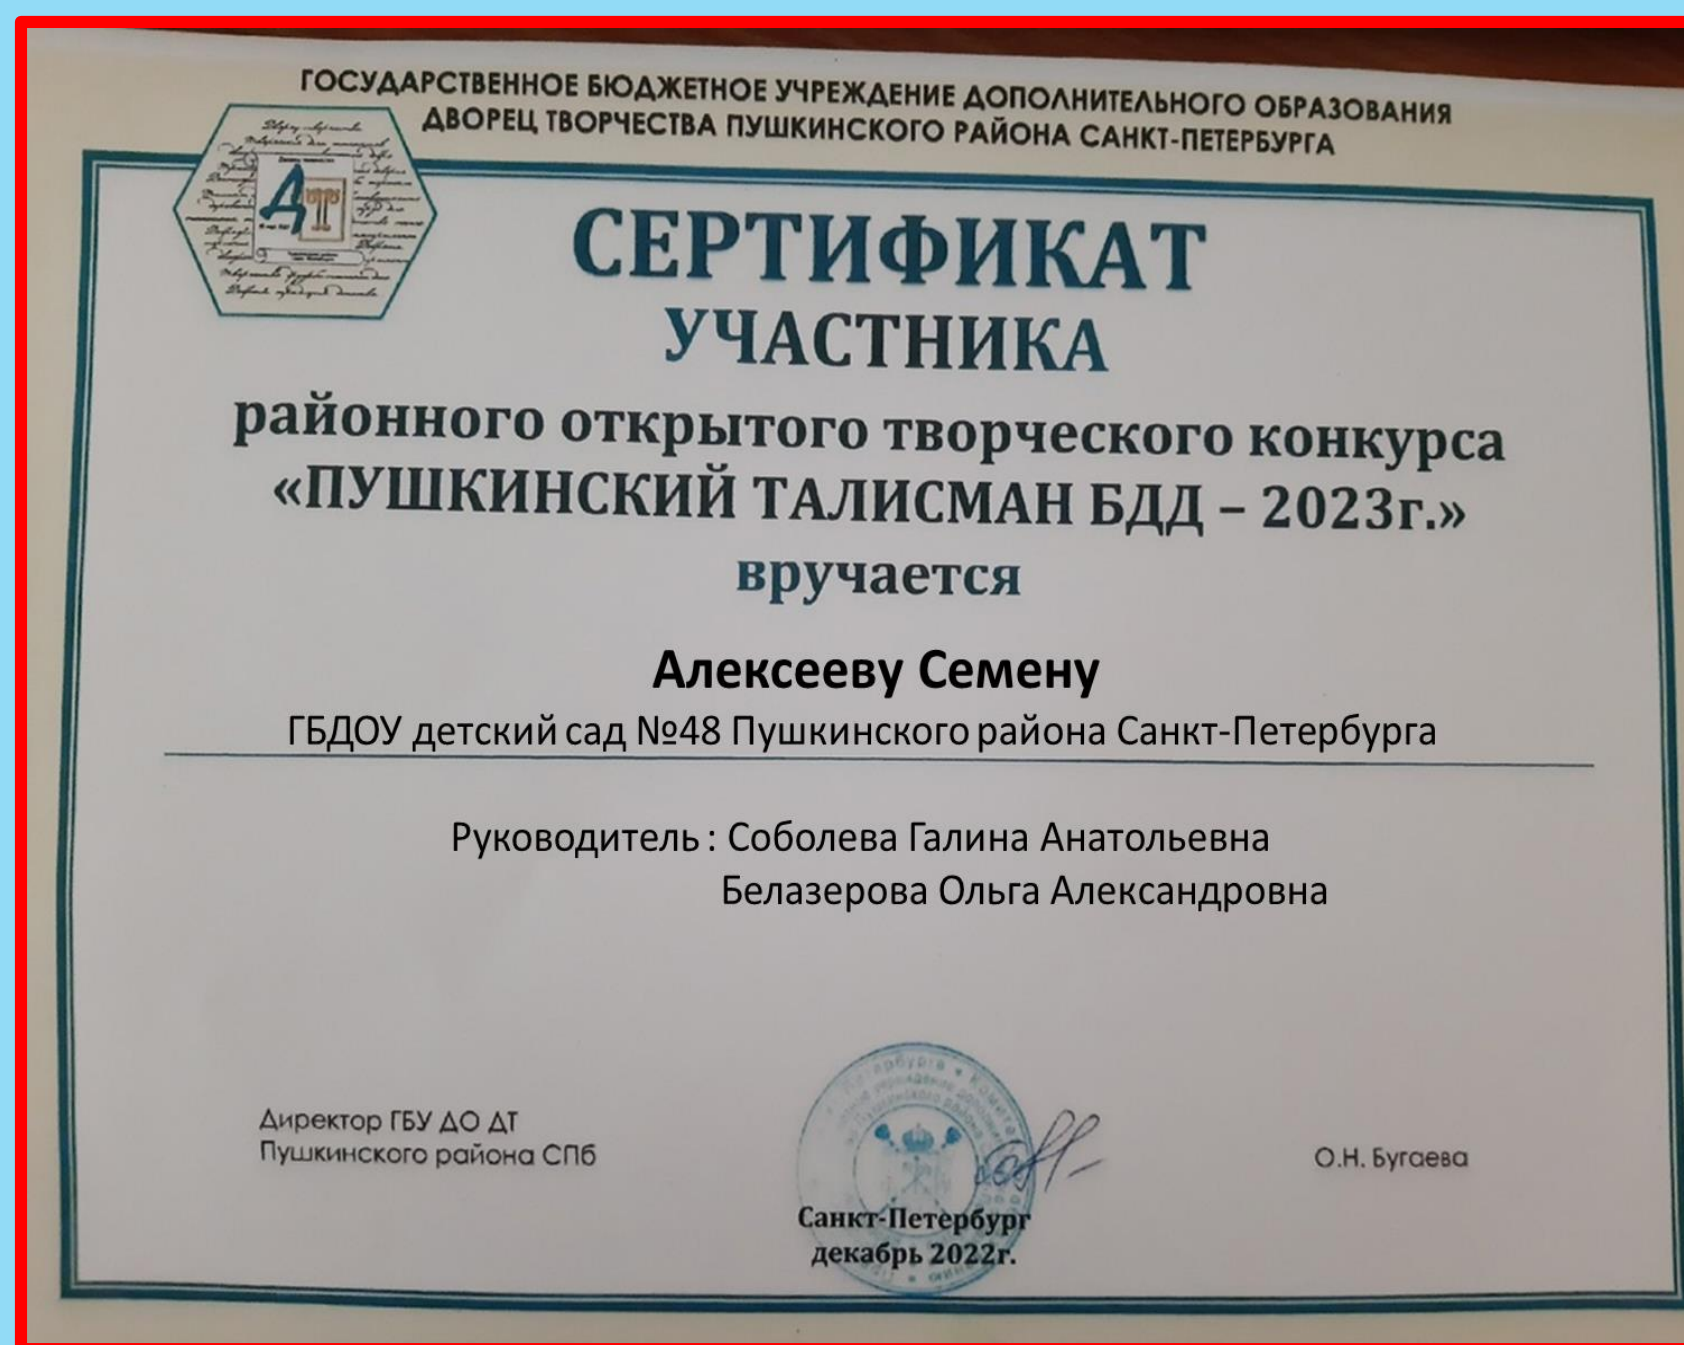 ГОСУДАРСТВЕННОЕ БЮДЖЕТНОЕ УЧРЕЖДЕНИЕ ДОПОЛНИТЕЛЬНОГО ОБРАЗОВАНИЯ
ДВОРЕЦ ТВОРЧЕСТВА ПУШКИНСКОГО РАЙОНА САНКТ-ПЕТЕРБУРГА
ДТ
СЕРТИФИКАТ
УЧАСТНИКА
районного открытого творческого конкурса
«ПУШКИНСКИЙ ТАЛИСМАН БДД – 2023г.»
вручается
Алексееву Семену
ГБДОУ детский сад №48 Пушкинского района Санкт-Петербурга
Руководитель : Соболева Галина Анатольевна
Белазерова Ольга Александровна
Директор ГБУ ДО ДТ
Пушкинского района СПб
О.Н. Бугаева
Санкт-Петербург
декабрь 2022г.